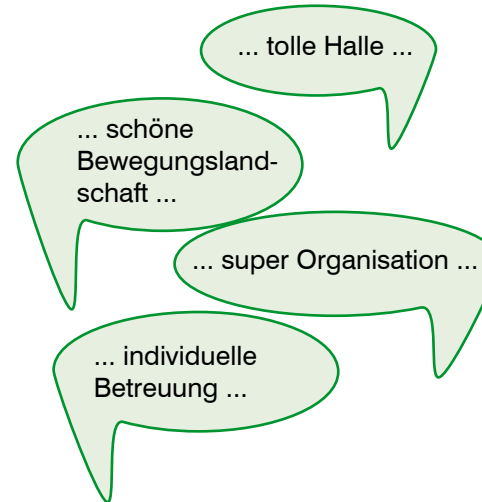 ... tolle Halle ...
... schöne
Bewegungsland-
schaft ...
... super Organisation ...
... individuelle
Betreuung ...